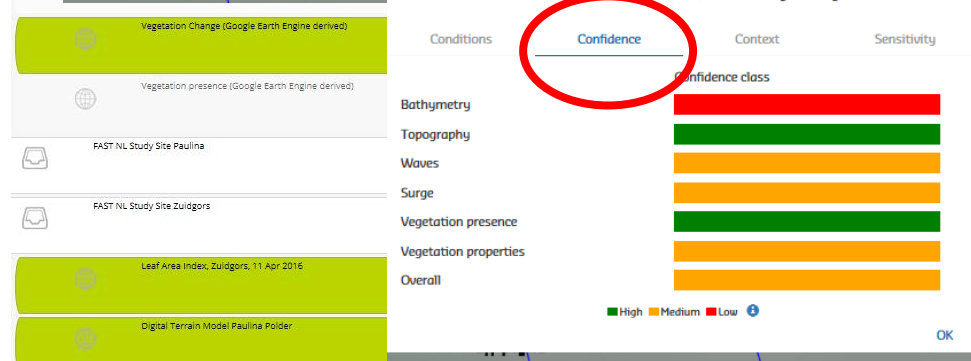 Vegetation Change (Google Earth Engine derived)
Vegetation presence (Google Earth Engine derived)
FAST NL Study Site Paulina
FAST NL Study Site Zuidgors
Leaf Area Index, Zuidgors, 11 Apr 2016
Digital Terrain Model Paulina Polder
Conditions Confidence Context Sensitivity
Confidence class
Bathymetry
Topography
Waves
Surge
Vegetation presence
Vegetation properties
Overall
High Medium Low
OK